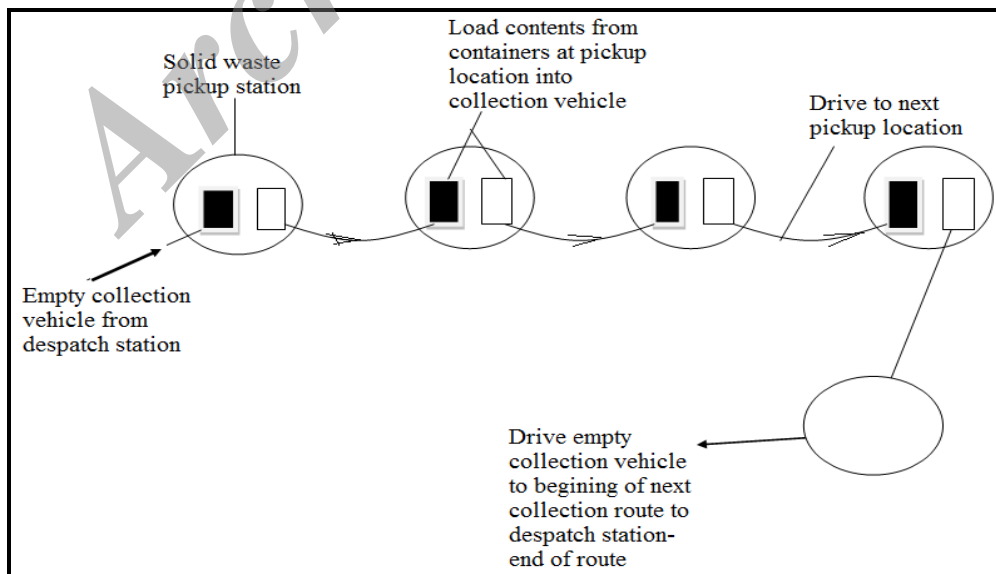 Solid waste
pickup station
Load contents from
containers at pickup
location into
collection vehicle
Drive to next
pickup location
Empty collection
vehicle from
despatch station
Drive empty
collection vehicle
to begining of next
collection route to
despatch station-
end of route